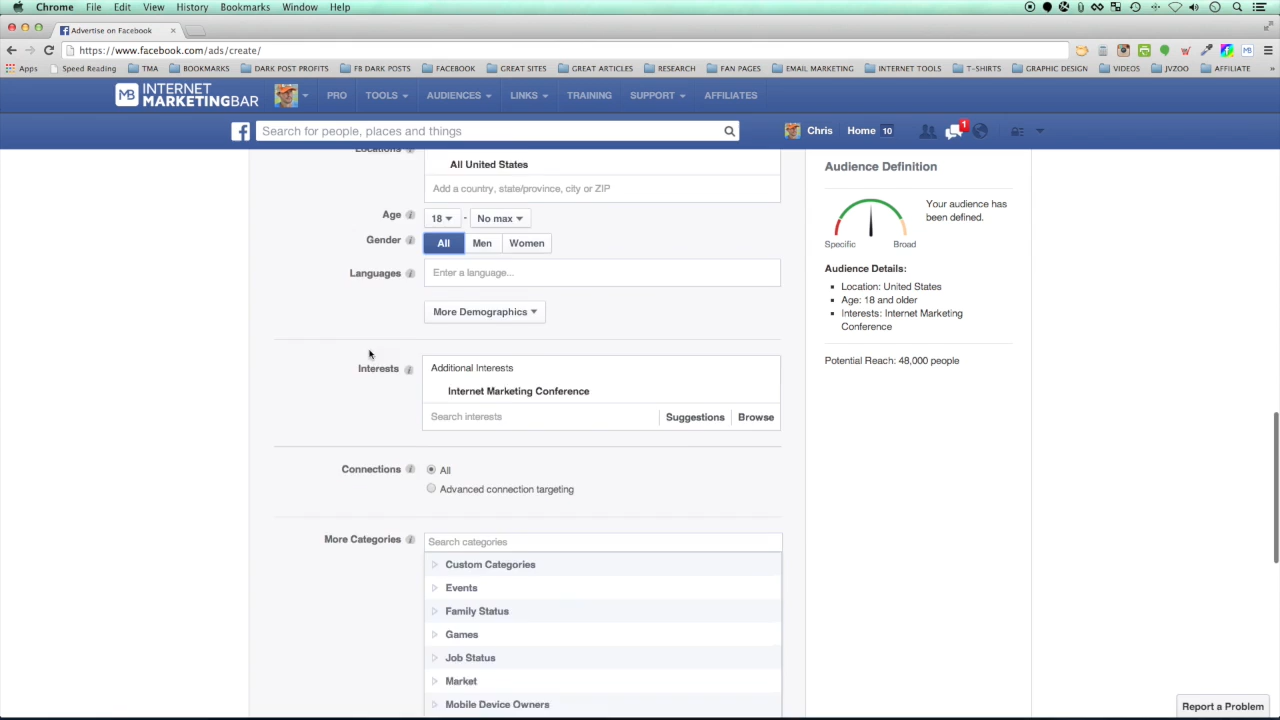 Chrome File Edit View History Bookmarks Window Help
Advertise on Facebook
https://www.facebook.com/ads/create/
Apps Speed Reading TMA BOOKMARKS DARK POST PROFITS FB DARK POSTS FACEBOOK GREAT SITES GREAT ARTICLES RESEARCH FAN PAGES EMAIL MARKETING INTERNET TOOLS T-SHIRTS GRAPHIC DESIGN VIDEOS JVZOO AFFILIATE »
MB INTERNET MARKETINGBAR PRO TOOLS AUDIENCES LINKS TRAINING SUPPORT AFFILIATES
Search for people, places and things Chris Home 10 1
Locations
All United States
Add a country, state/province, city or ZIP
Age 18 - No max
Gender All Men Women
Languages Enter a language...
More Demographics
Interests
Additional Interests
Internet Marketing Conference
Search interests Suggestions Browse
Connections All
Advanced connection targeting
More Categories Search categories
Custom Categories
Events
Family Status
Games
Job Status
Market
Mobile Device Owners
Audience Definition
Your audience has
been defined.
Specific Broad
Audience Details:
Location: United States
Age: 18 and older
Interests: Internet Marketing
Conference
Potential Reach: 48,000 people
Report a Problem